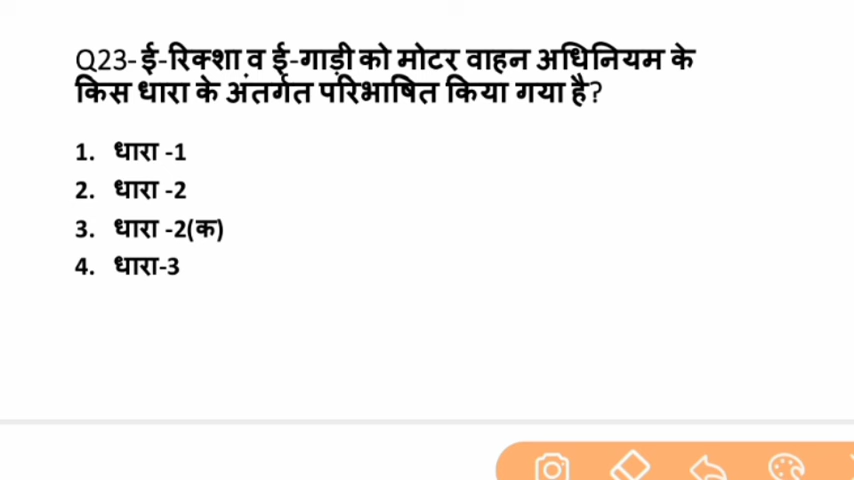 Q23-ई-रिक्शा व ई-गाड़ी को मोटर वाहन अधिनियम के
किस धारा के अंतर्गत परिभाषित किया गया है?
1. धारा -1
2. धारा -2
3. धारा -2(क)
4. धारा-3